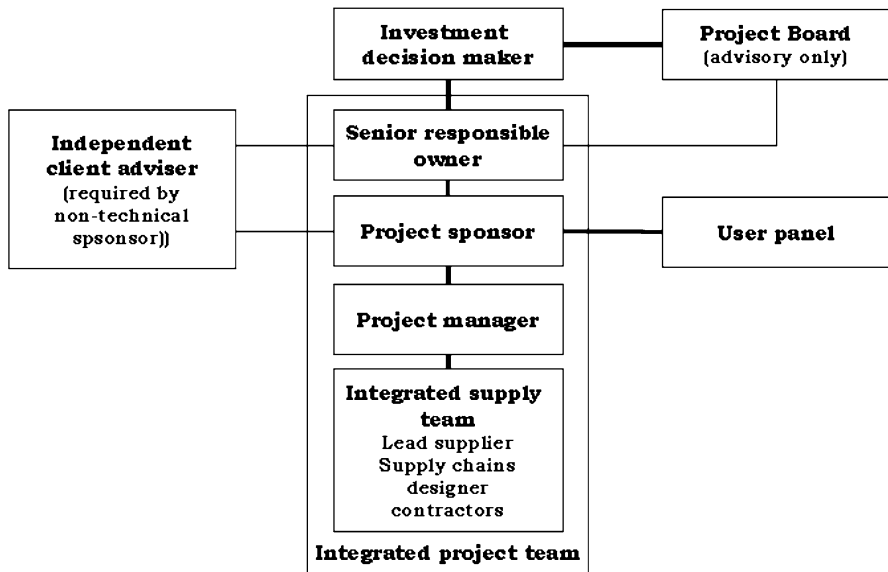 Investment
decision maker
Project Board
(advisory only)
Independent
client adviser
(required by
non-technical
spsonsor))
Senior responsible
owner
Project sponsor
User panel
Project manager
Integrated supply
team
Lead supplier
Supply chains
designer
contractors
Integrated project team